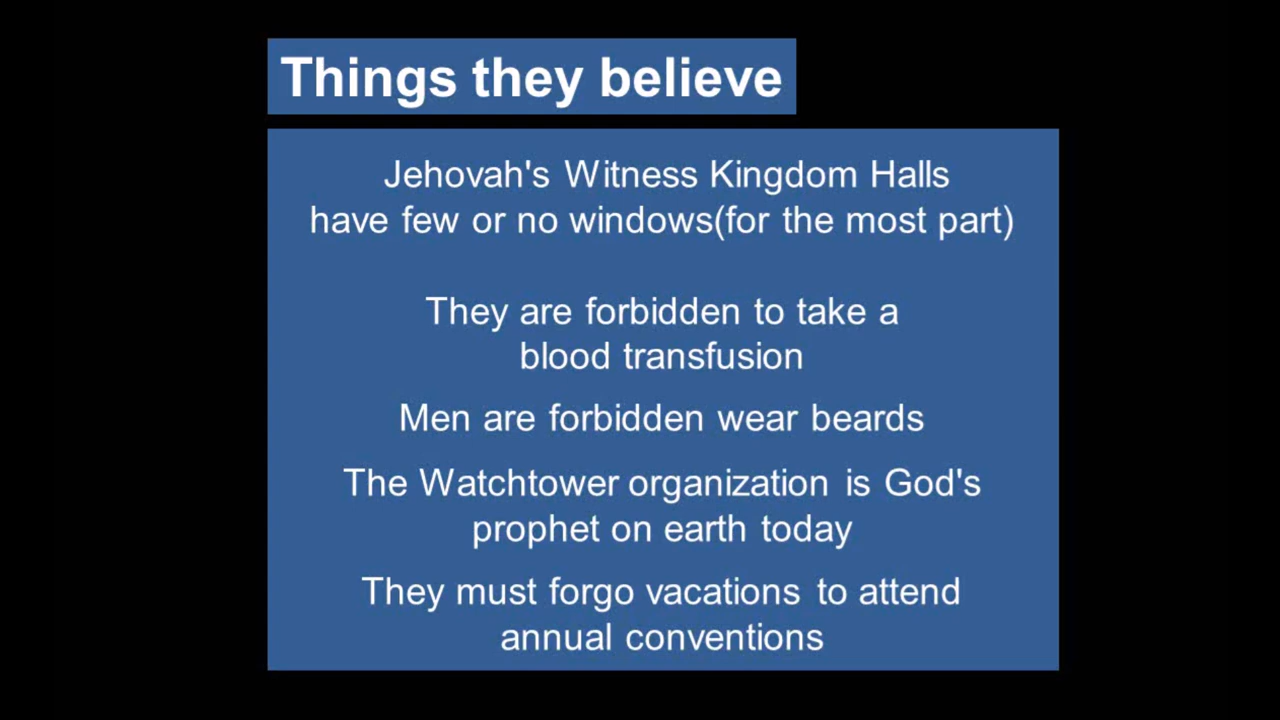 Things they believe
Jehovah's Witness Kingdom Halls
have few or no windows(for the most part)
They are forbidden to take a
blood transfusion
Men are forbidden wear beards
The Watchtower organization is God's
prophet on earth today
They must forgo vacations to attend
annual conventions